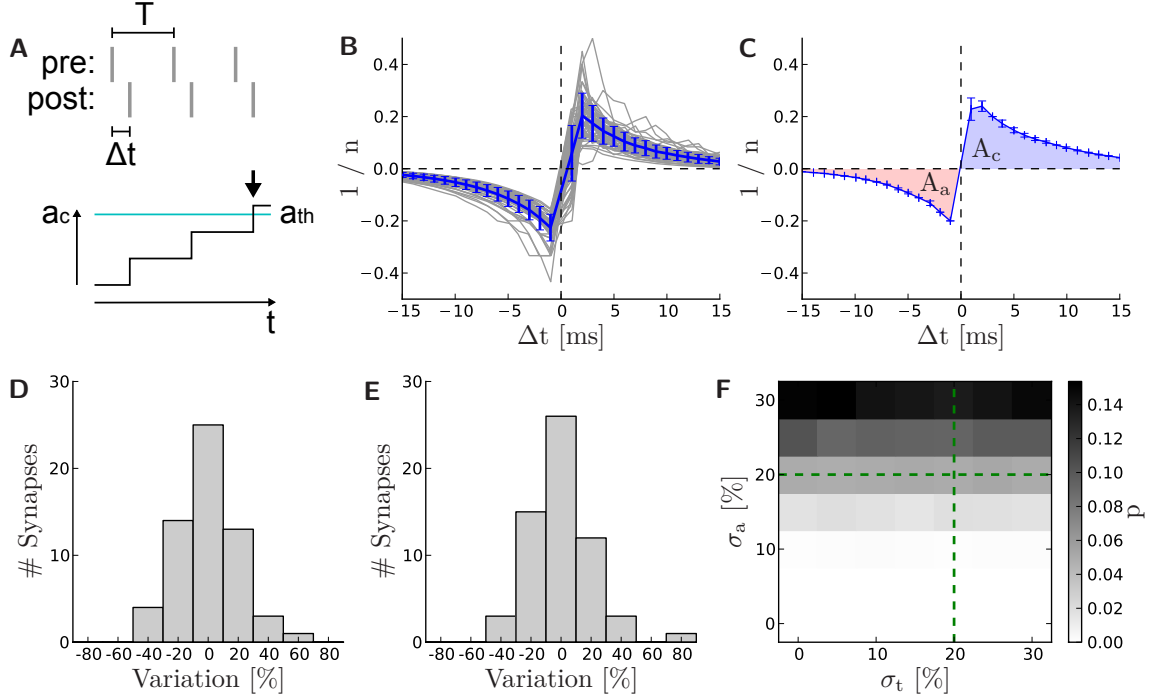 A
T
pre:
post:
Δt
ac
ath
t
B
1 / n
0.4
0.2
0.0
−0.2
−0.4
−15 −10 −5 0 5 10 15
Δt [ms]
C
1 / n
0.4
0.2
0.0
−0.2
−0.4
Ac
Aa
−15 −10 −5 0 5 10 15
Δt [ms]
D
# Synapses
30
20
10
0
-80 -60 -40 -20 0 20 40 60 80
Variation [%]
E
# Synapses
30
20
10
0
-80 -60 -40 -20 0 20 40 60 80
Variation [%]
F
σa [%]
30
20
10
0
0 10 20 30
σt [%]
0.14
0.12
0.10
0.08
0.06
0.04
0.02
0.00
p